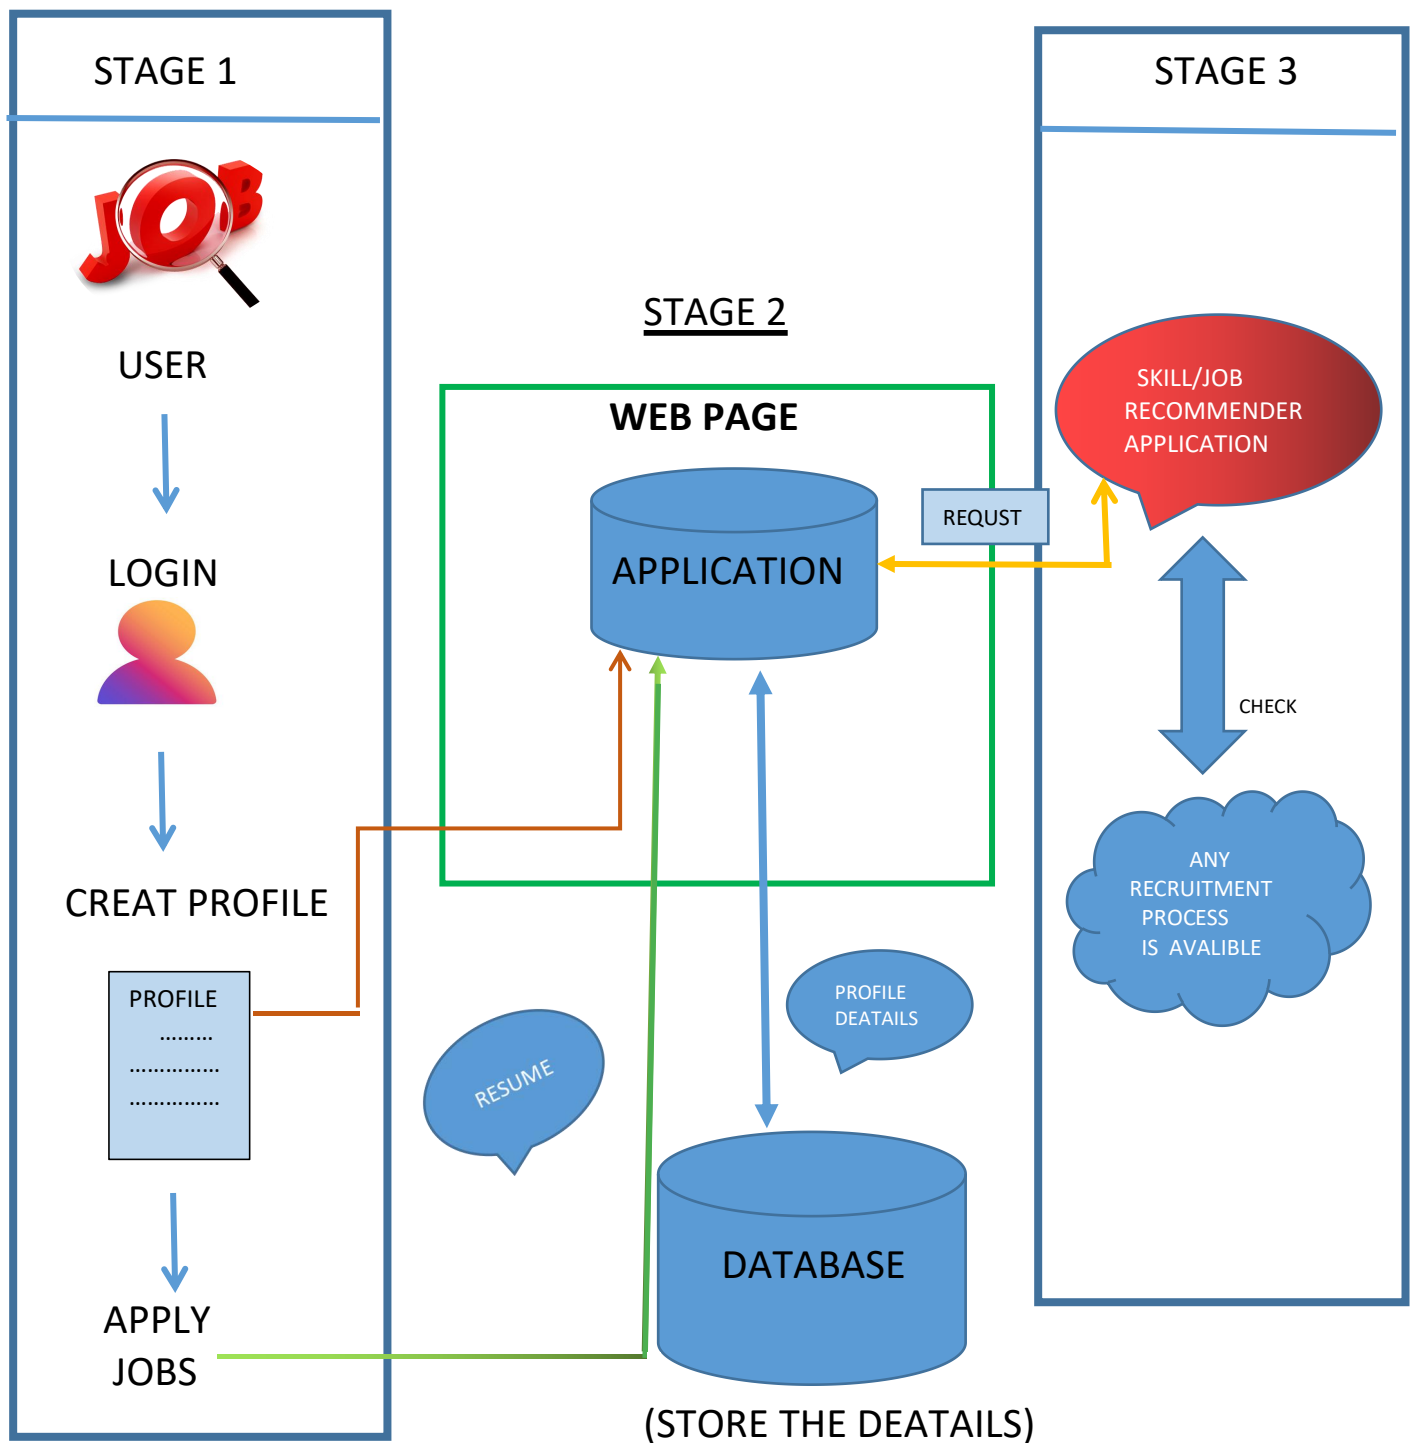 STAGE 1
JOB
USER
LOGIN
CREAT PROFILE
PROFILE
.........
...............
...............
APPLY
JOBS
STAGE 2
WEB PAGE
APPLICATION
REQUST
RESUME
PROFILE
DEATAILS
DATABASE
(STORE THE DEATAILS)
STAGE 3
SKILL/JOB
RECOMMENDER
APPLICATION
CHECK
ANY
RECRUITMENT
PROCESS
IS AVALIBLE